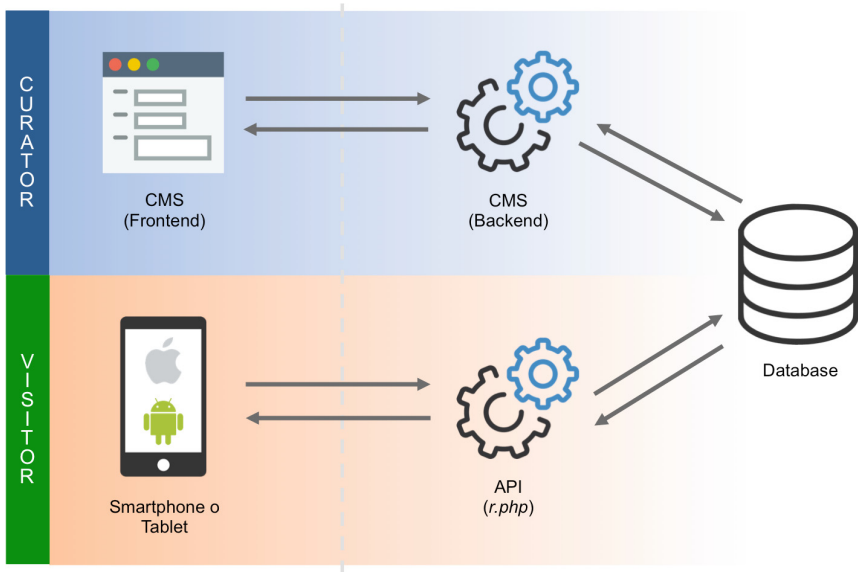 CURATOR
CMS
(Frontend)
CMS
(Backend)
VISITOR
Smartphone o
Tablet
API
(r.php)
Database